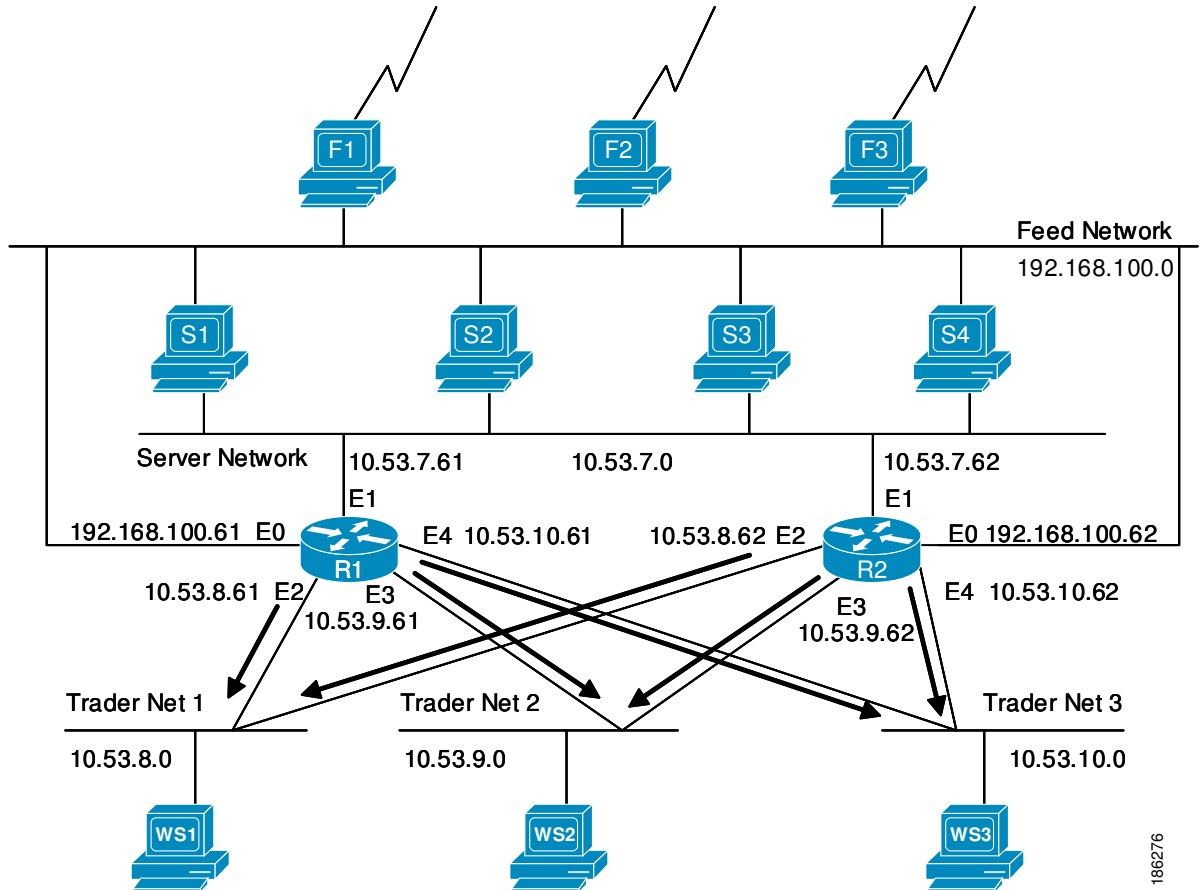 F1
F2
F3
Feed Network
192.168.100.0
S1
S2
S3
S4
Server Network
10.53.7.61
10.53.7.0
10.53.7.62
E1
E1
192.168.100.61 E0
E4 10.53.10.61
10.53.8.62 E2
E0 192.168.100.62
R1
R2
10.53.8.61 E2
E3
10.53.9.61
E3
10.53.9.62
E4 10.53.10.62
Trader Net 1
Trader Net 2
Trader Net 3
10.53.8.0
10.53.9.0
10.53.10.0
WS1
WS2
WS3
186276